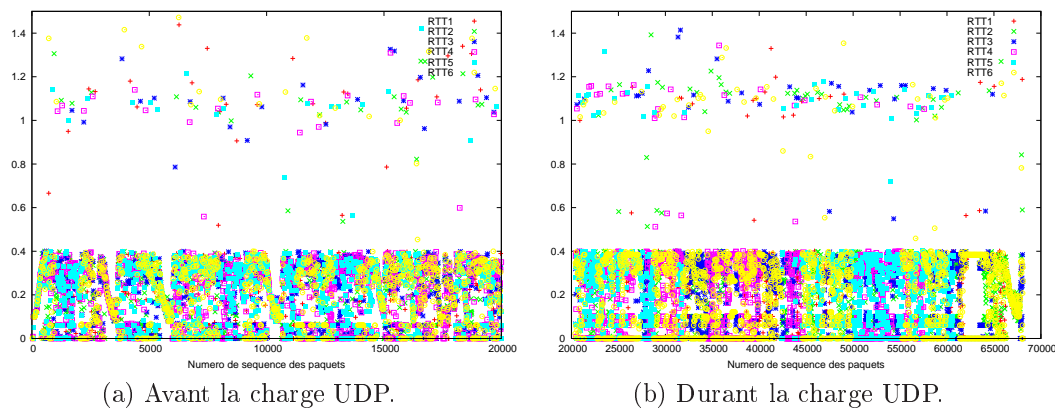 1.4
1.2
1
0.8
0.6
0.4
0.2
0
0 5000 10000 15000 20000
Numero de sequence des paquets
RTT1
RTT2
RTT3
RTT4
RTT5
RTT6
(a) Avant la charge UDP.
1.4
1.2
1
0.8
0.6
0.4
0.2
0
20000 25000 30000 35000 40000 45000 50000 55000 60000 65000 70000
Numero de sequence des paquets
RTT1
RTT2
RTT3
RTT4
RTT5
RTT6
(b) Durant la charge UDP.